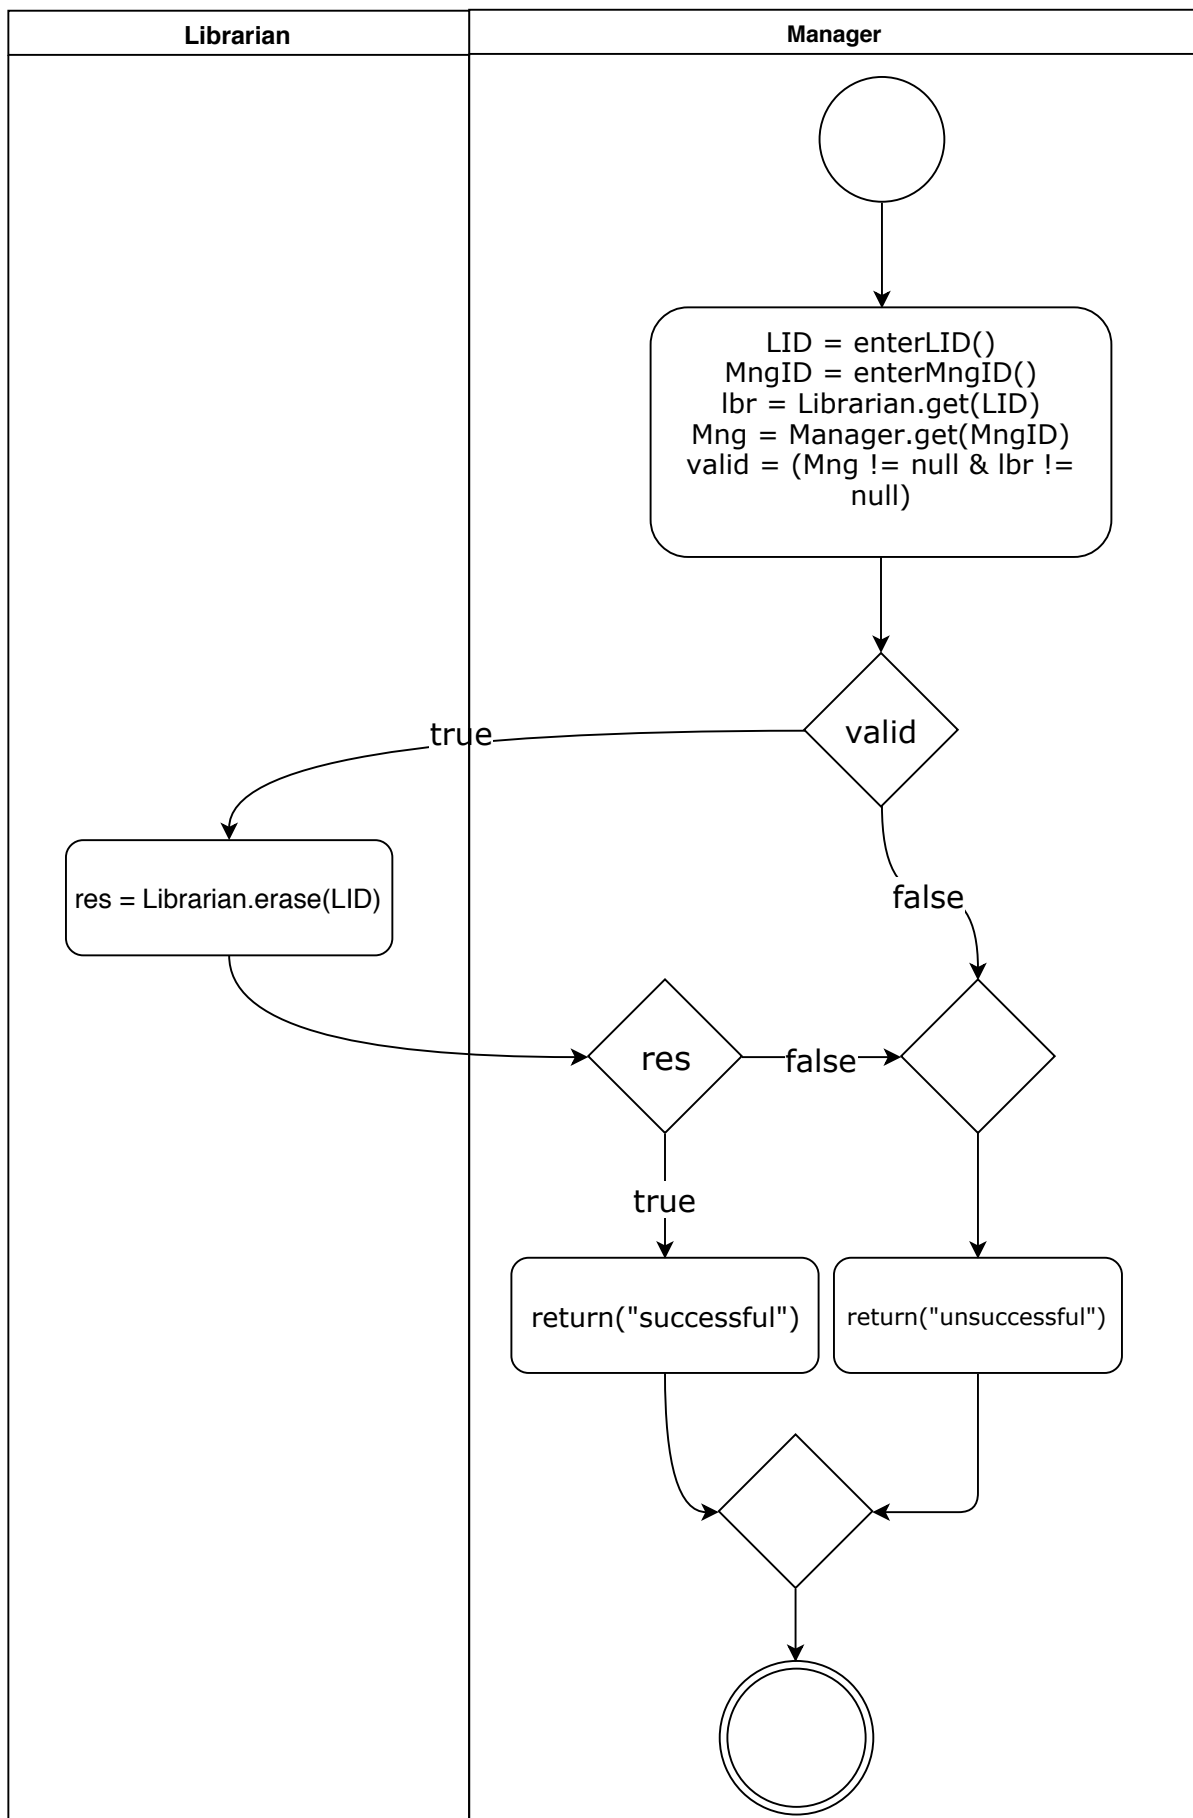 Librarian
Manager
LID = enterLID()
MngID = enterMngID()
lbr = Librarian.get(LID)
Mng = Manager.get(MngID)
valid = (Mng != null & lbr !=
null)
valid
true
false
res = Librarian.erase(LID)
res
false
true
return("successful")
return("unsuccessful")